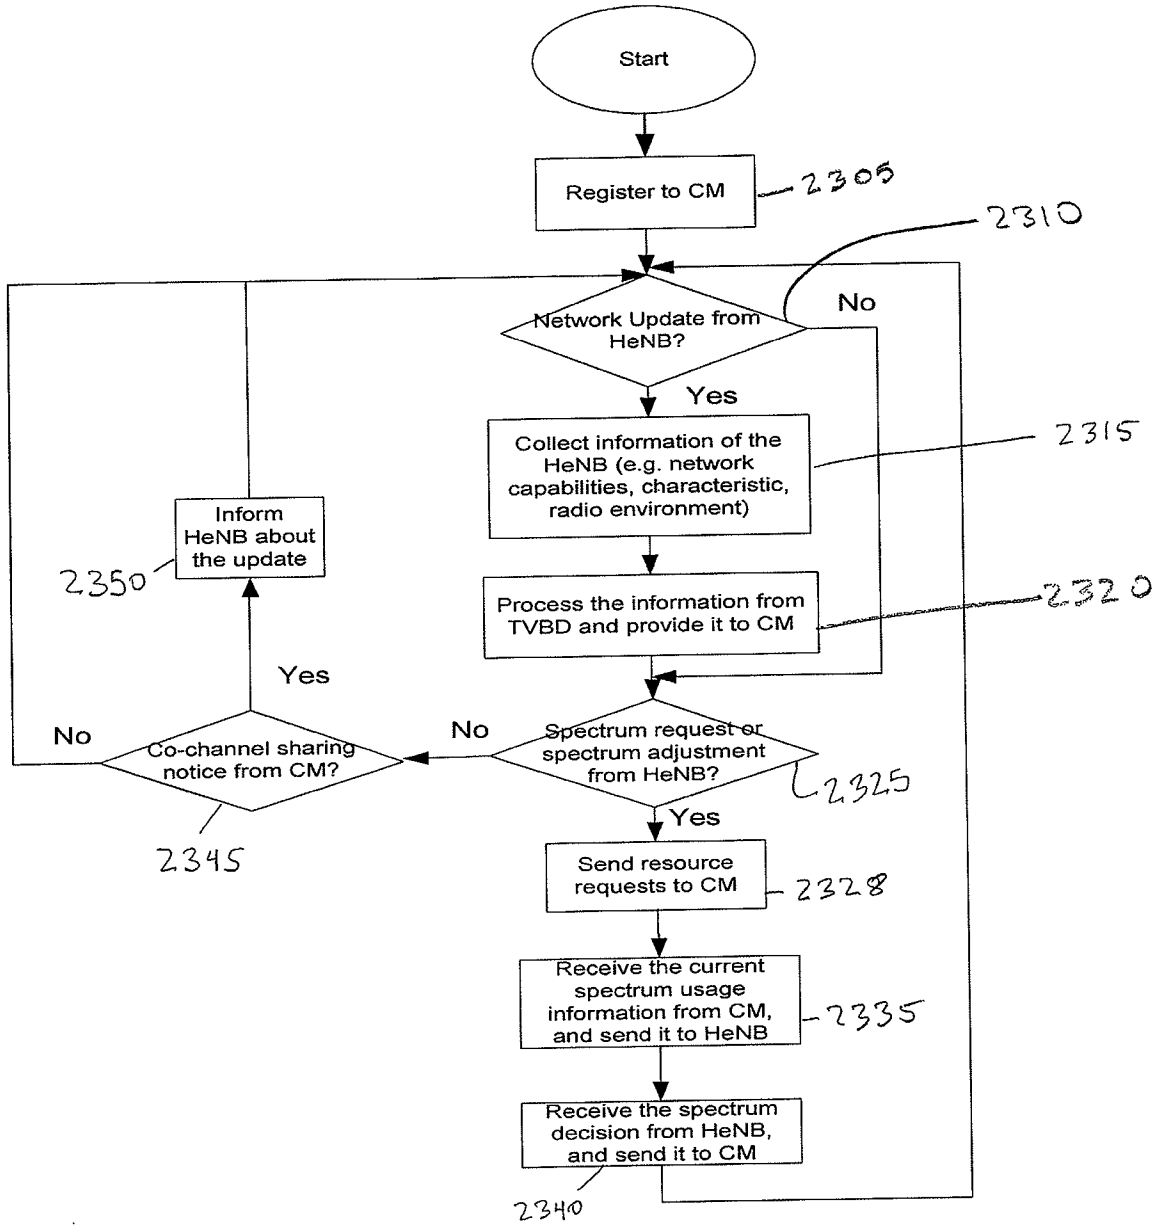 Start
Register to CM
2305
2310
No
Network Update from
HeNB?
Yes
Collect information of the
HeNB (e.g. network
capabilities, characteristic,
radio environment)
2315
Inform
HeNB about
the update
2350
Process the information from
TVBD and provide it to CM
2320
Yes
No
Co-channel sharing
notice from CM?
2345
No
Spectrum request or
spectrum adjustment
from HeNB?
2325
Yes
Send resource
requests to CM
2328
Receive the current
spectrum usage
information from CM,
and send it to HeNB
2335
Receive the spectrum
decision from HeNB,
and send it to CM
2340